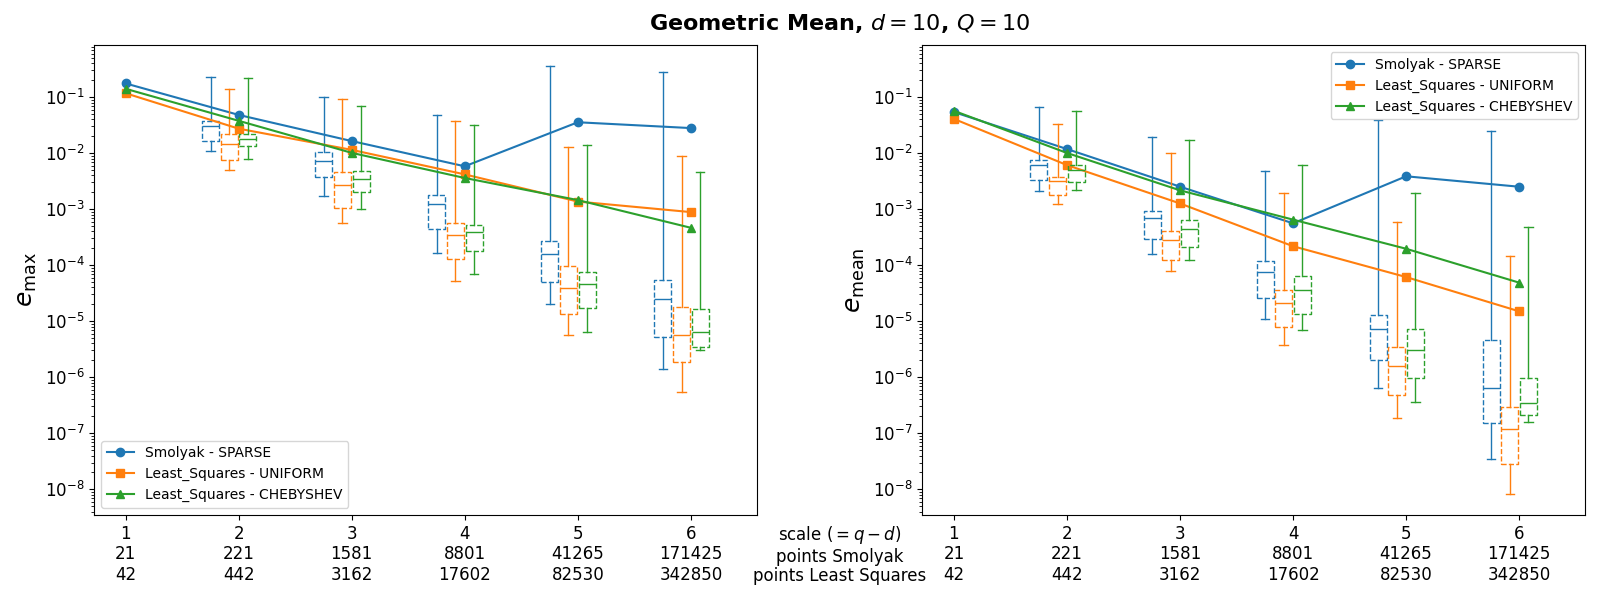 Geometric Mean, d = 10, Q = 10
e_max
10^-1
10^-2
10^-3
10^-4
10^-5
10^-6
10^-7
10^-8
Smolyak - SPARSE
Least_Squares - UNIFORM
Least_Squares - CHEBYSHEV
1 2 3 4 5 6
21 221 1581 8801 41265 171425
42 442 3162 17602 82530 342850
scale (= q − d)
points Smolyak
points Least Squares
e_mean
10^-1
10^-2
10^-3
10^-4
10^-5
10^-6
10^-7
10^-8
Smolyak - SPARSE
Least_Squares - UNIFORM
Least_Squares - CHEBYSHEV
1 2 3 4 5 6
21 221 1581 8801 41265 171425
42 442 3162 17602 82530 342850